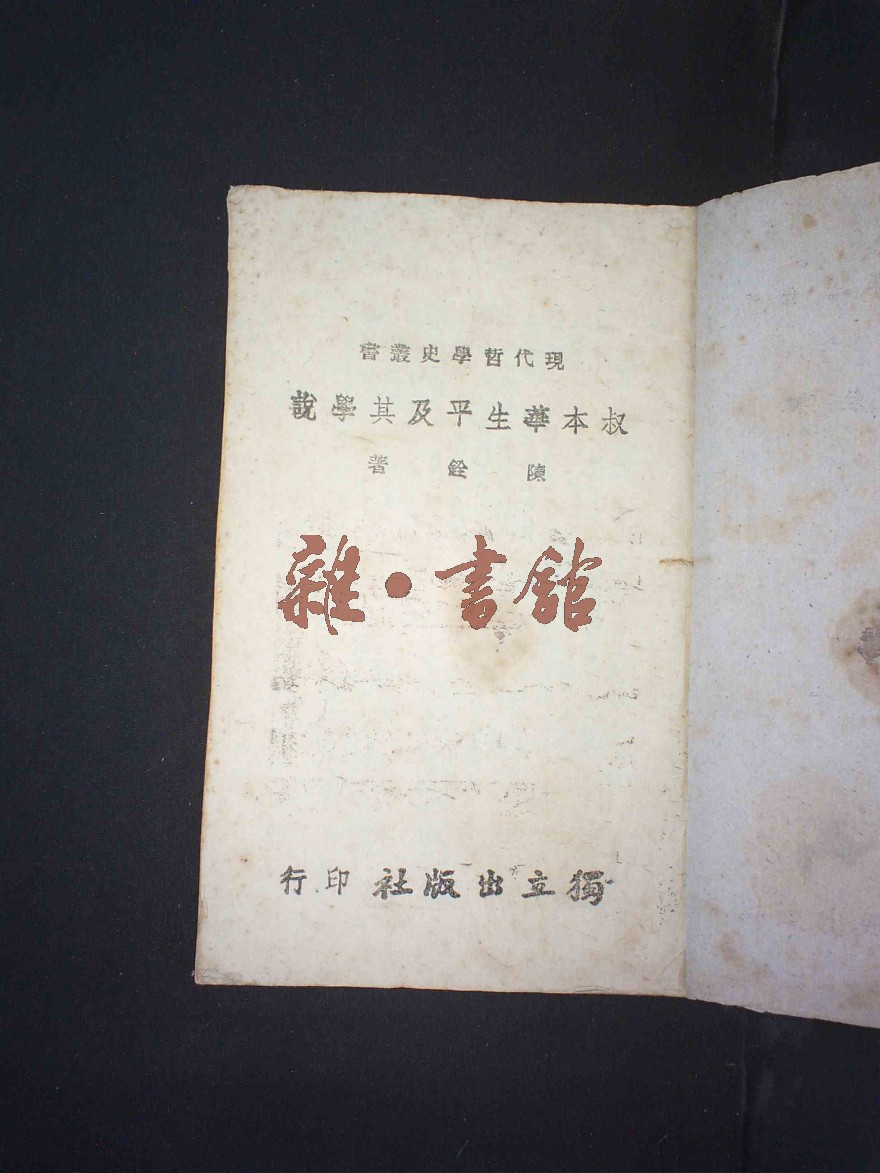 現代哲學史叢書
叔本華生平及其學說
陳銓著
雜·書館
獨立出版社印行